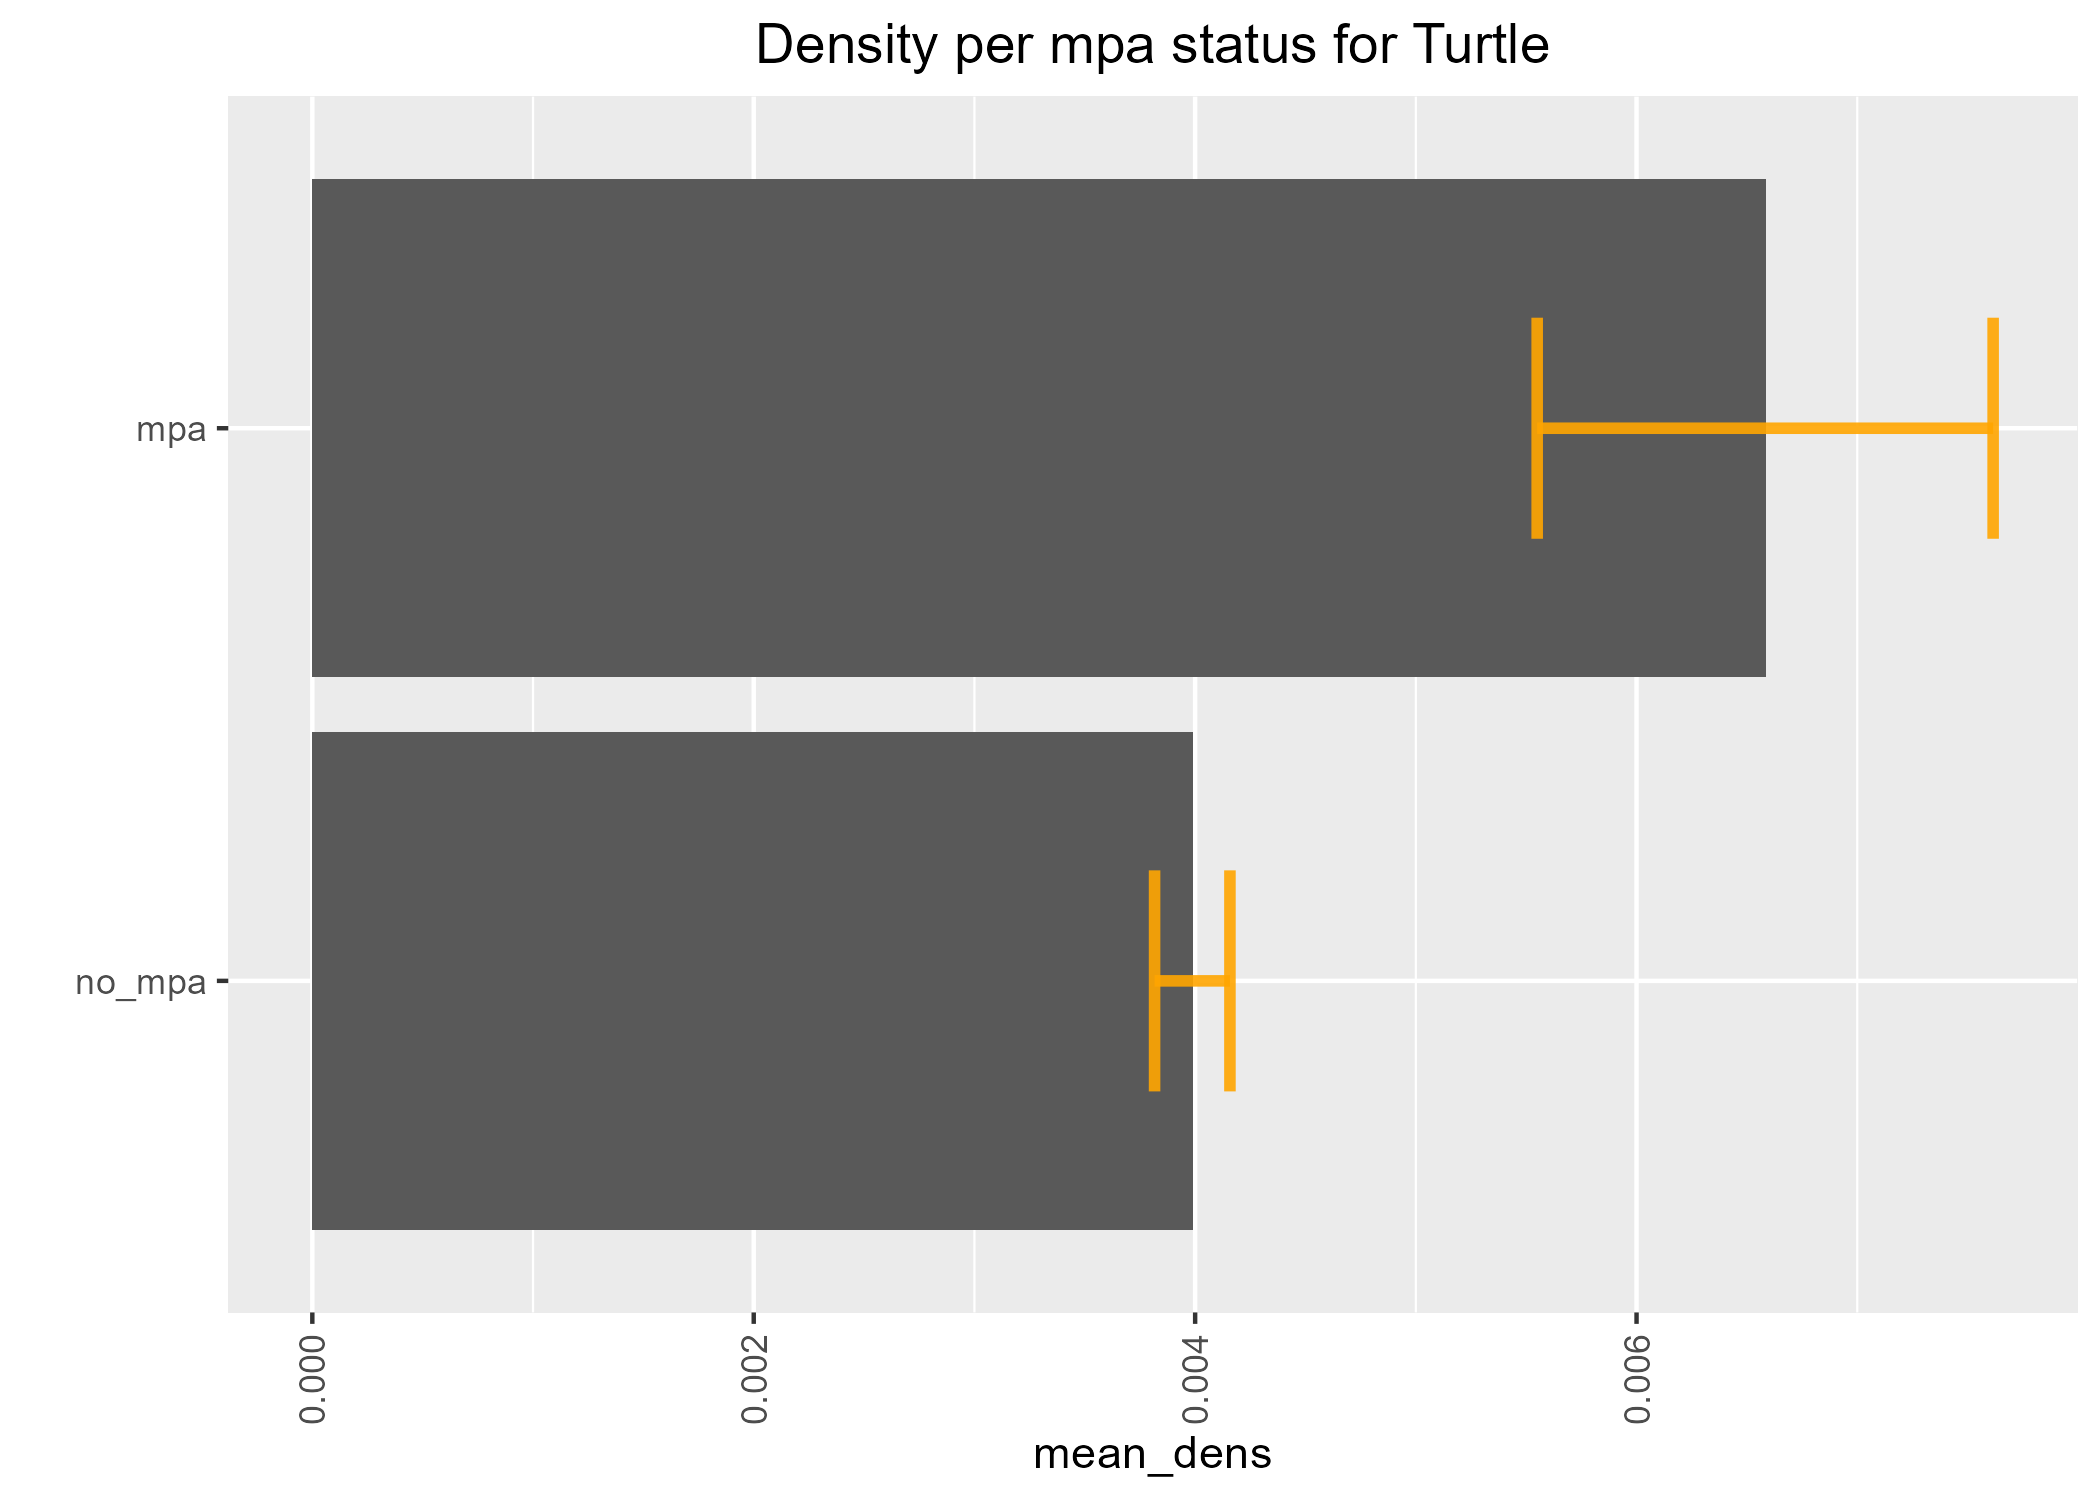 Density per mpa status for Turtle
mpa
no_mpa
0.000
0.002
0.004
0.006
mean_dens